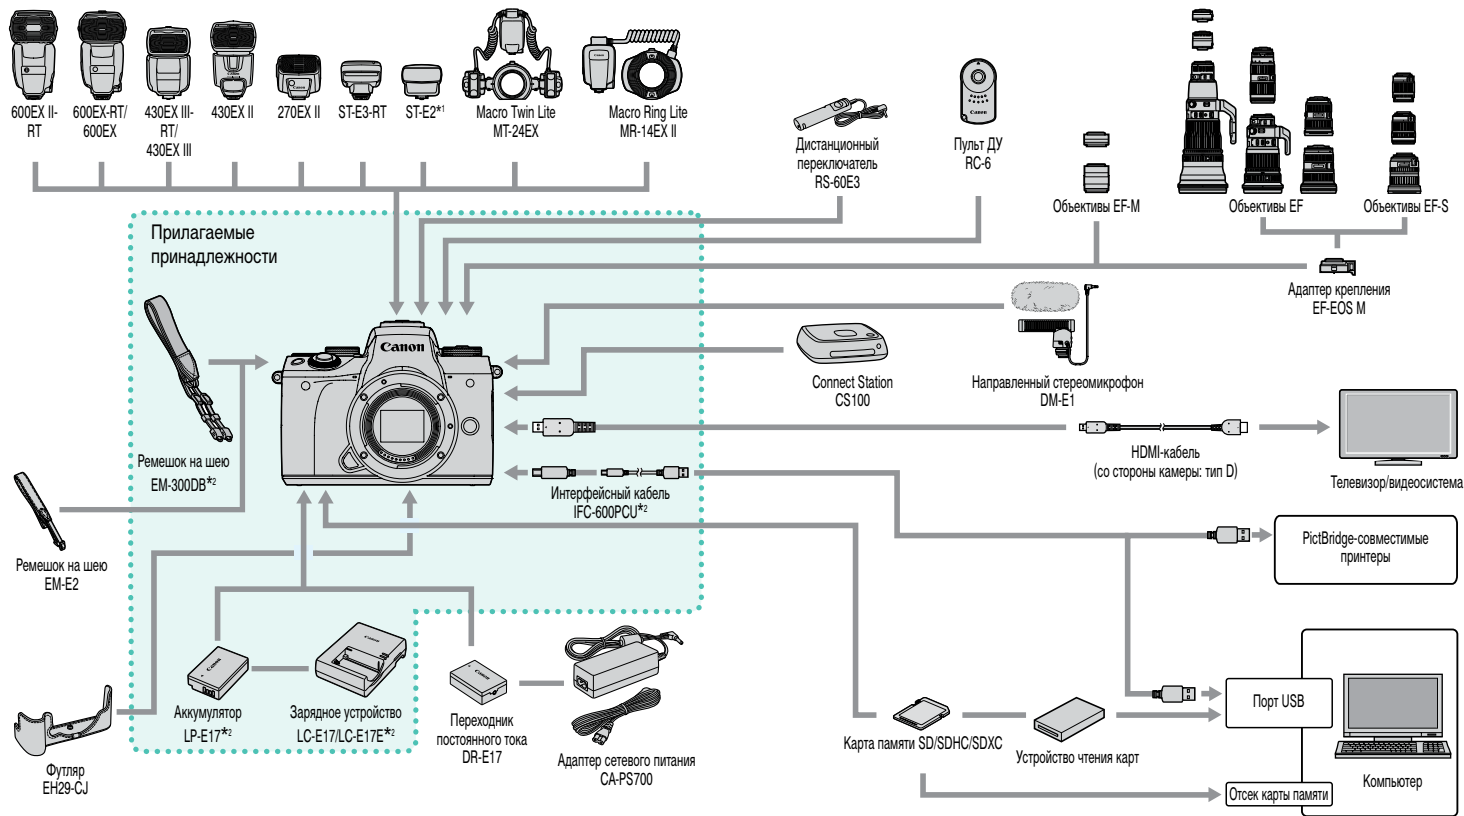 600EX II-
RT
600EX-RT/
600EX
430EX III-
RT/
430EX III
430EX II
270EX II
ST-E3-RT
ST-E2*1
Macro Twin Lite
MT-24EX
Macro Ring Lite
MR-14EX II
Дистанционный
переключатель
RS-60E3
Пульт ДУ
RC-6
Объективы EF-M
Объективы EF
Объективы EF-S
Адаптер крепления
EF-EOS M
Прилагаемые
принадлежности
Canon
Connect Station
CS100
Направленный стереомикрофон
DM-E1
HDMI-кабель
(со стороны камеры: тип D)
Телевизор/видеосистема
Ремешок на шею
EM-300DB*2
Интерфейсный кабель
IFC-600PCU*2
PictBridge-совместимые
принтеры
Ремешок на шею
EM-E2
Аккумулятор
LP-E17*2
Зарядное устройство
LC-E17/LC-E17E*2
Переходник
постоянного тока
DR-E17
Адаптер сетевого питания
CA-PS700
Футляр
EH29-CJ
Карта памяти SD/SDHC/SDXC
Устройство чтения карт
Порт USB
Компьютер
Отсек карты памяти